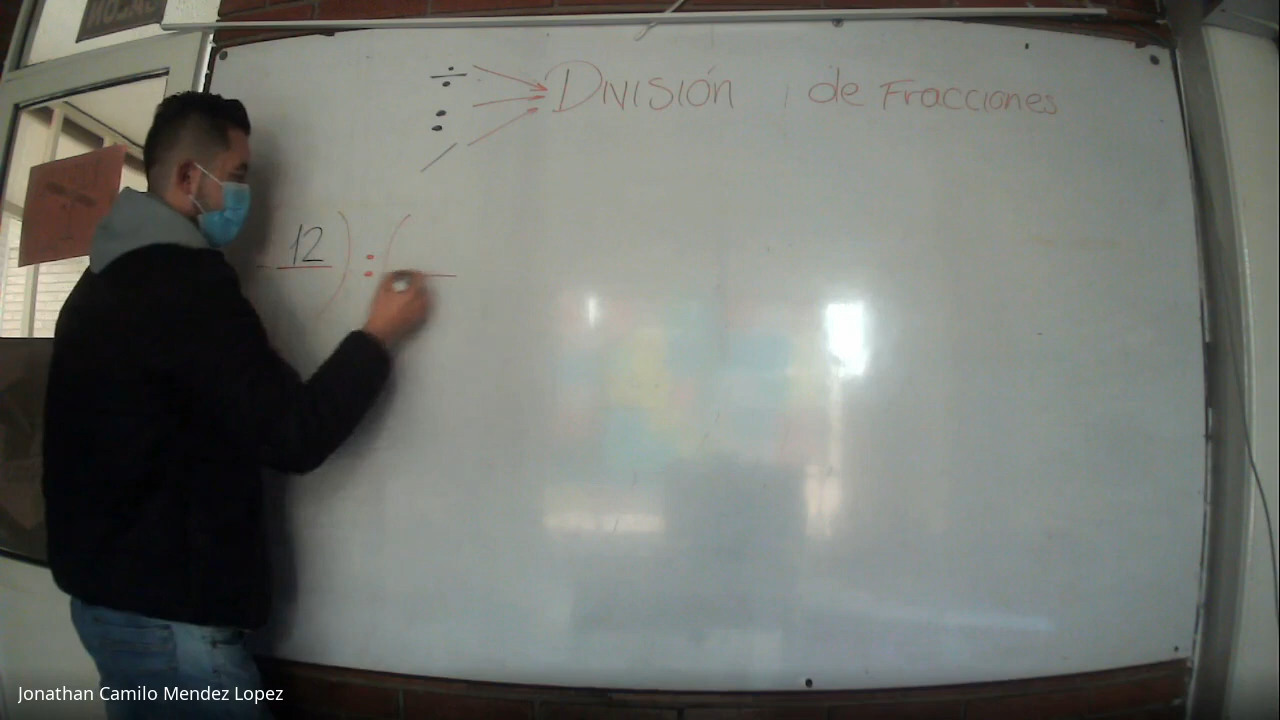 ÷
: División de Fracciones
/
12 ) : (
Jonathan Camilo Mendez Lopez